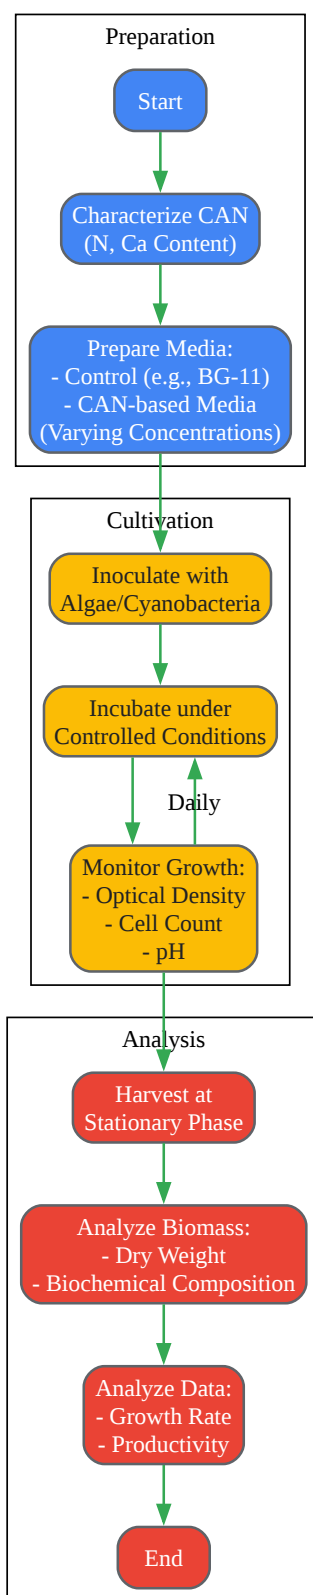 Preparation
Start
Characterize CAN
(N, Ca Content)
Prepare Media:
- Control (e.g., BG-11)
- CAN-based Media
(Varying Concentrations)
Cultivation
Inoculate with
Algae/Cyanobacteria
Incubate under
Controlled Conditions
Daily
Monitor Growth:
- Optical Density
- Cell Count
- pH
Analysis
Harvest at
Stationary Phase
Analyze Biomass:
- Dry Weight
- Biochemical Composition
Analyze Data:
- Growth Rate
- Productivity
End